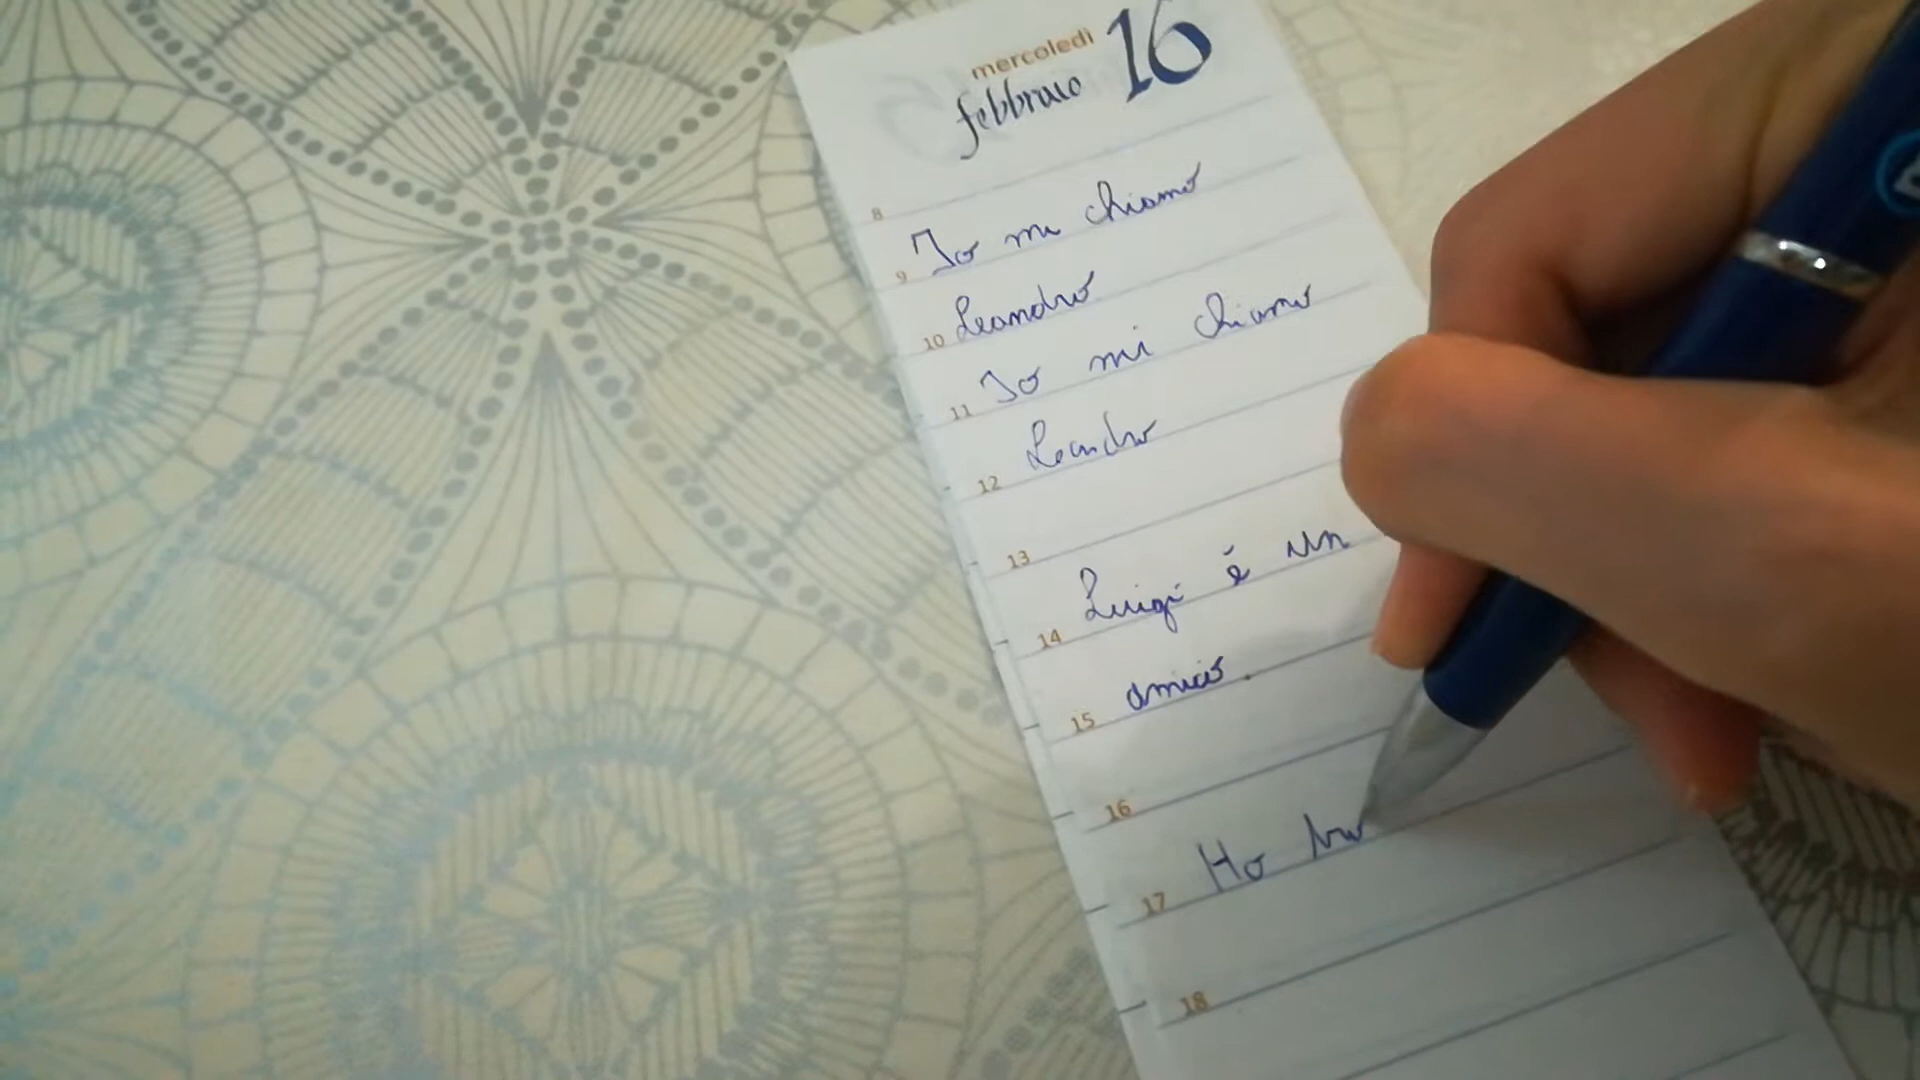 mercoledì 16
febbraio
8
Io mi chiamo
9
10 Leandro
Io mi chiamo
11
12 Leandro
13
Luigi è un
14
15 amico.
16
Ho
17
18